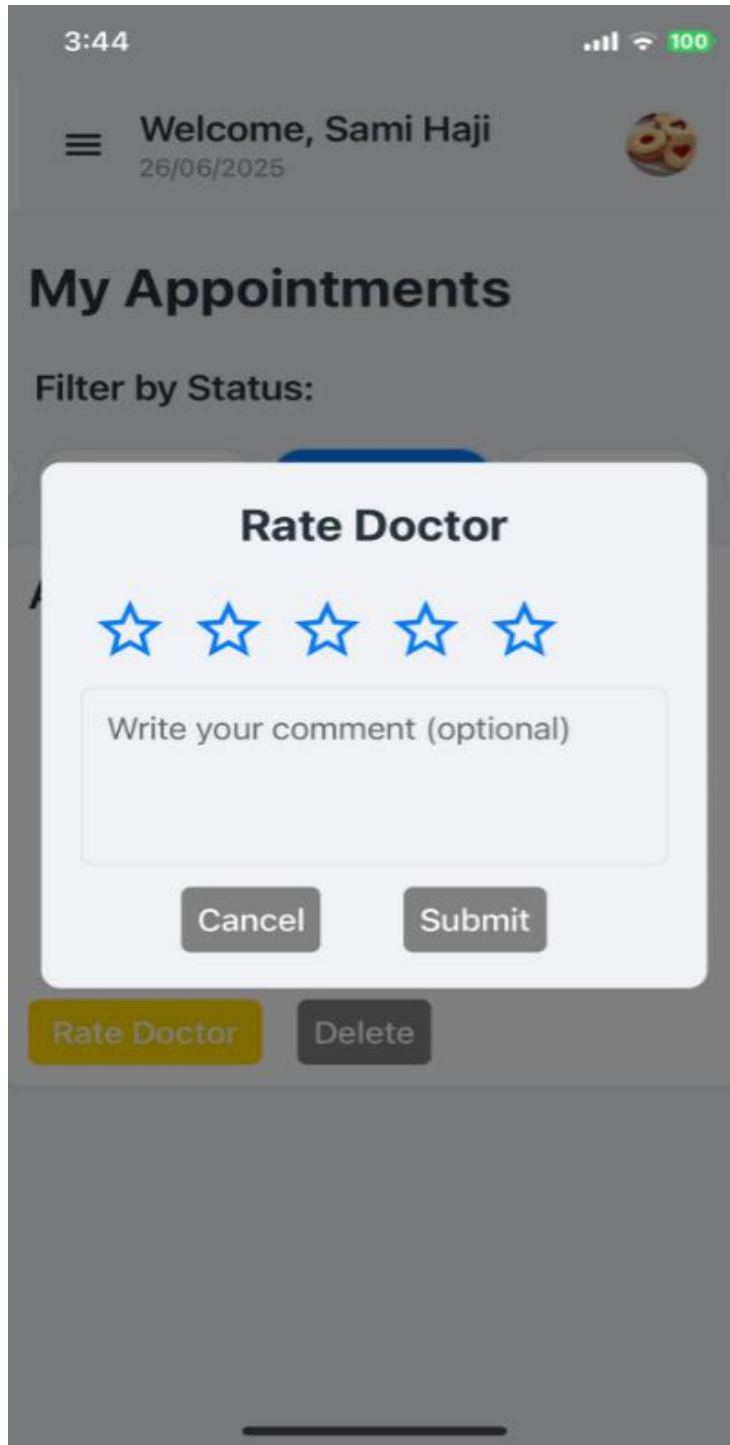 3:44
100
Welcome, Sami Haji
26/06/2025
My Appointments
Filter by Status:
Rate Doctor
Write your comment (optional)
Cancel Submit
Rate Doctor Delete